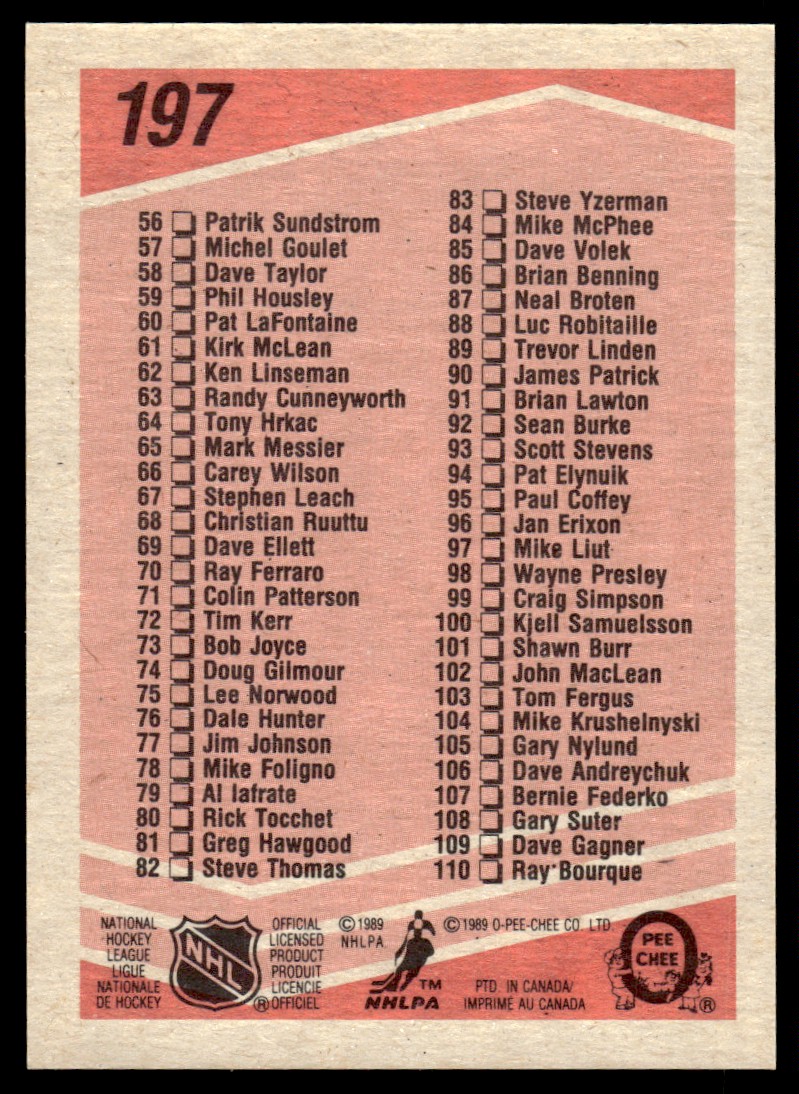 197
56 Patrik Sundstrom
57 Michel Goulet
58 Dave Taylor
59 Phil Housley
60 Pat LaFontaine
61 Kirk McLean
62 Ken Linseman
63 Randy Cunneyworth
64 Tony Hrkac
65 Mark Messier
66 Carey Wilson
67 Stephen Leach
68 Christian Ruuttu
69 Dave Ellett
70 Ray Ferraro
71 Colin Patterson
72 Tim Kerr
73 Bob Joyce
74 Doug Gilmour
75 Lee Norwood
76 Dale Hunter
77 Jim Johnson
78 Mike Foligno
79 Al Iafrate
80 Rick Tocchet
81 Greg Hawgood
82 Steve Thomas
83 Steve Yzerman
84 Mike McPhee
85 Dave Volek
86 Brian Benning
87 Neal Broten
88 Luc Robitaille
89 Trevor Linden
90 James Patrick
91 Brian Lawton
92 Sean Burke
93 Scott Stevens
94 Pat Elynuik
95 Paul Coffey
96 Jan Erixon
97 Mike Liut
98 Wayne Presley
99 Craig Simpson
100 Kjell Samuelsson
101 Shawn Burr
102 John MacLean
103 Tom Fergus
104 Mike Krushelnyski
105 Gary Nylund
106 Dave Andreychuk
107 Bernie Federko
108 Gary Suter
109 Dave Gagner
110 Ray Bourque
NATIONAL
HOCKEY
LEAGUE
LIGUE
NATIONALE
DE HOCKEY
NHL
®
OFFICIAL
LICENSED
PRODUCT
PRODUIT
LICENCIE
OFFICIEL
© 1989
NHLPA
TM
NHLPA
© 1989 O-PEE-CHEE CO. LTD.
PTD. IN CANADA/
IMPRIMÉ AU CANADA
PEE
CHEE
®